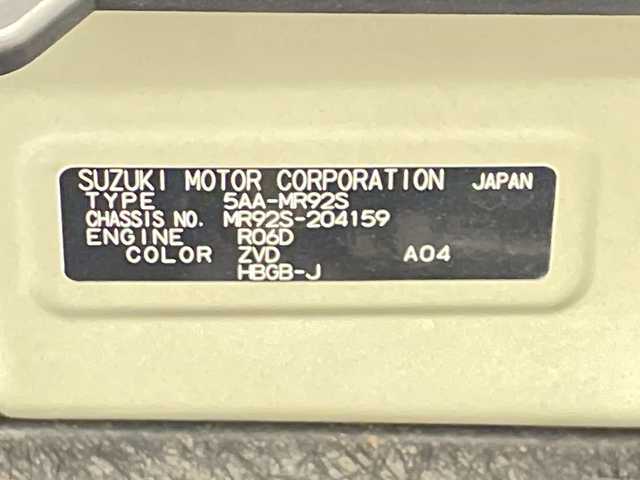 SUZUKI MOTOR CORPORATION JAPAN
TYPE 5AA-MR92S
CHASSIS NO. MR92S-204159
ENGINE R06D
COLOR ZVD A04
HBGB-J